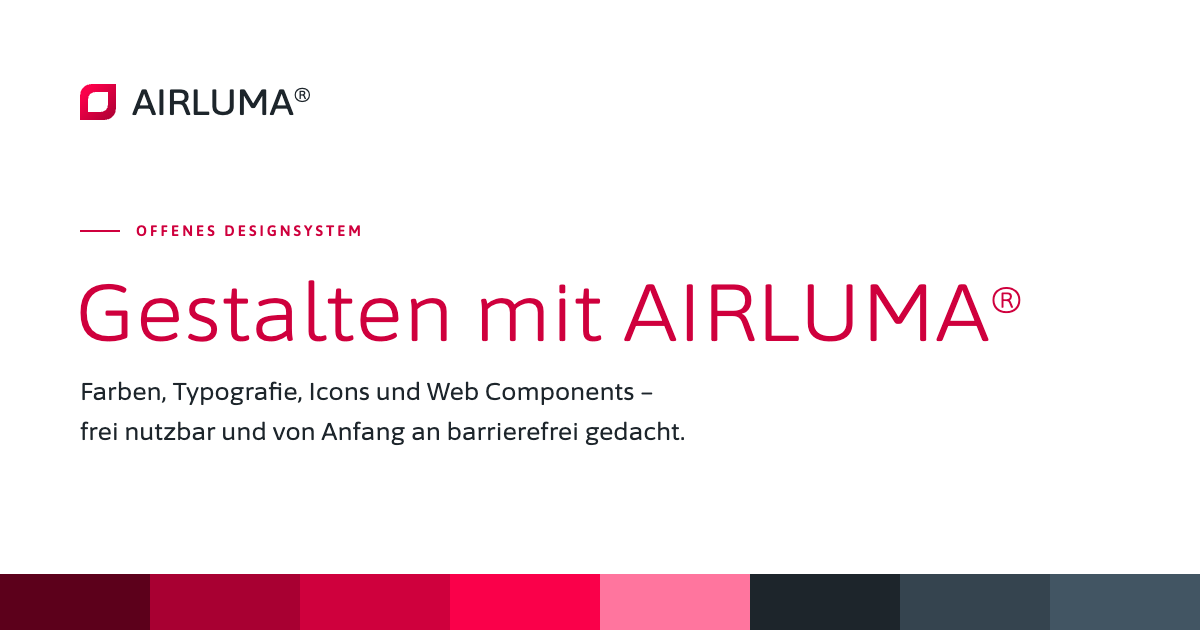 AIRLUMA®
OFFENES DESIGNSYSTEM
Gestalten mit AIRLUMA®
Farben, Typografie, Icons und Web Components –
frei nutzbar und von Anfang an barrierefrei gedacht.